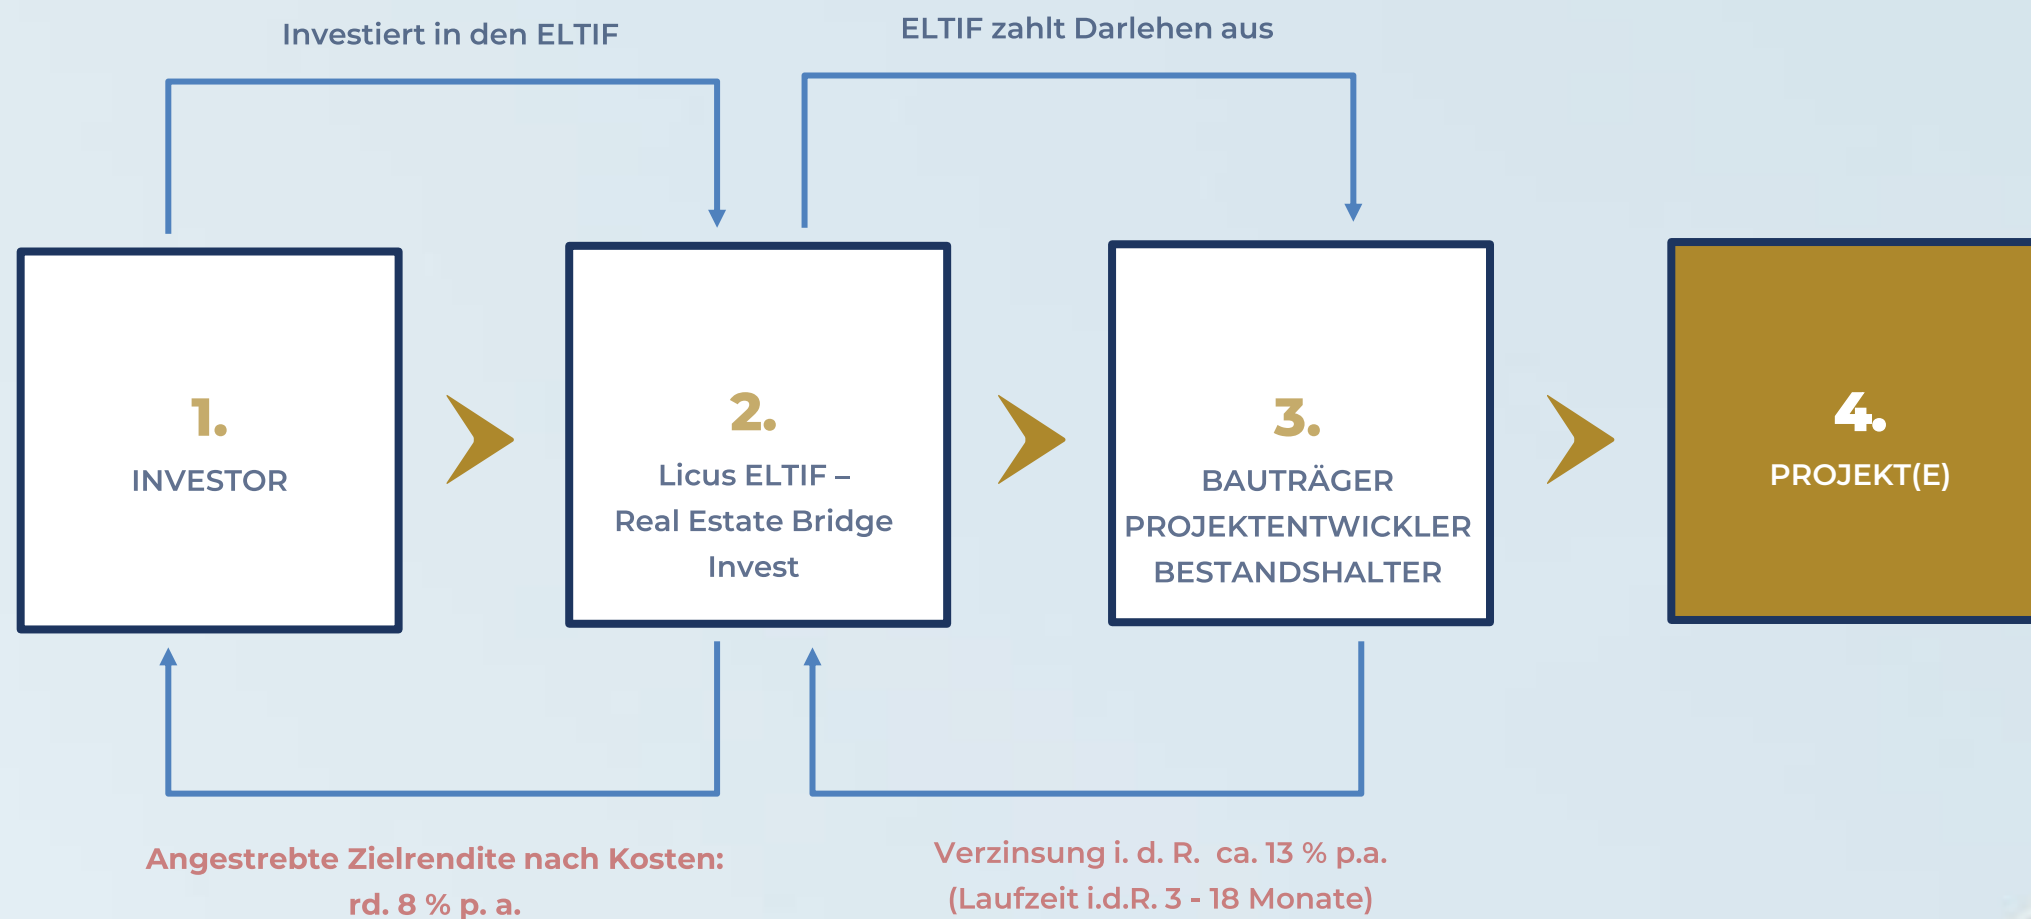 Investiert in den ELTIF
ELTIF zahlt Darlehen aus
1.
INVESTOR
2.
Licus ELTIF –
Real Estate Bridge
Invest
3.
BAUTRÄGER
PROJEKTENTWICKLER
BESTANDSHALTER
4.
PROJEKT(E)
Angestrebte Zielrendite nach Kosten:
rd. 8 % p. a.
Verzinsung i. d. R. ca. 13 % p.a.
(Laufzeit i.d.R. 3 - 18 Monate)